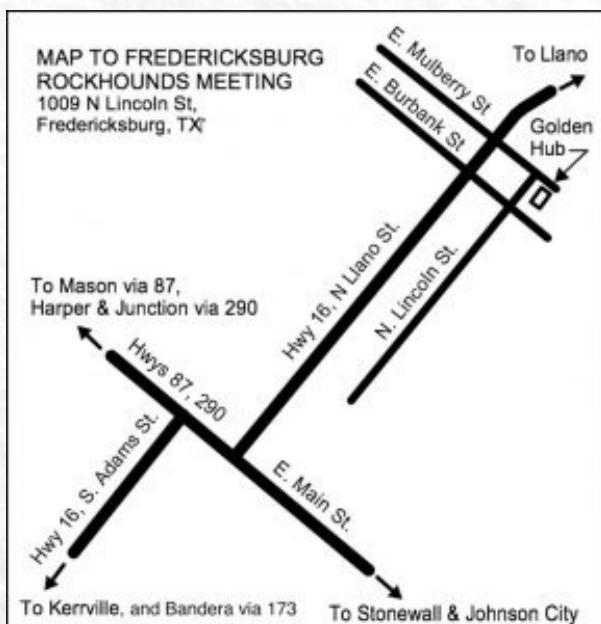 MAP TO FREDERICKSBURG
ROCKHOUNDS MEETING
1009 N Lincoln St,
Fredericksburg, TX
E. Mulberry St
E. Burbank St
To Llano
Golden
Hub
Hwy 16, N Llano St.
N. Lincoln St.
To Mason via 87,
Harper & Junction via 290
Hwys 87, 290
Hwy 16, S. Adams St.
E. Main St.
To Kerrville, and Bandera via 173
To Stonewall & Johnson City